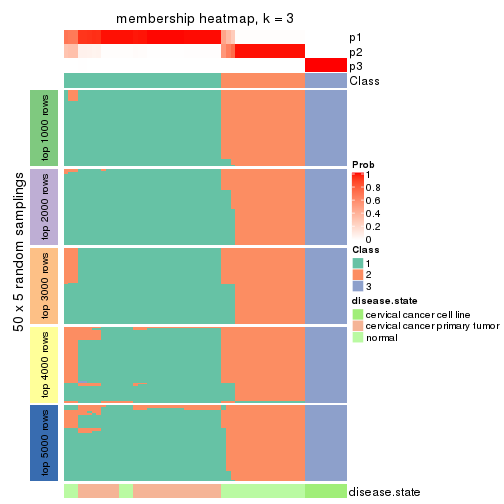 membership heatmap, k = 3
p1
p2
p3
Class
50 x 5 random samplings
top 1000 rows
top 2000 rows
top 3000 rows
top 4000 rows
top 5000 rows
Prob
1
0.8
0.6
0.4
0.2
0
Class
1
2
3
disease.state
cervical cancer cell line
cervical cancer primary tumor
normal
disease.state